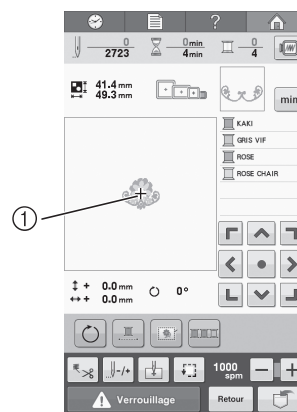 ?
0
2723
0 min
4 min
0
4
41.4 mm
49.3 mm
min
KAKI
GRIS VIF
ROSE
ROSE CHAIR
1
+ 0.0 mm
+ 0.0 mm
0°
-/+
1000
spm
- +
Verrouillage
Retour